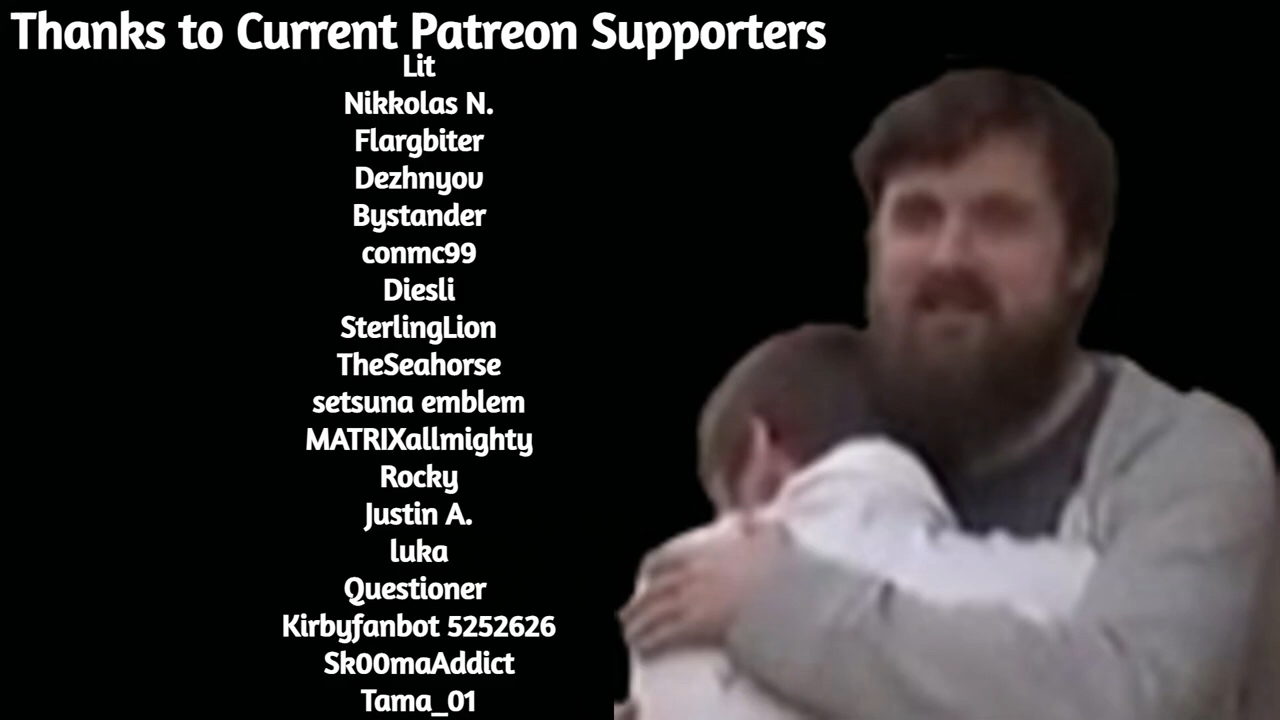 Thanks to Current Patreon Supporters
Lit
Nikkolas N.
Flargbiter
Dezhnyov
Bystander
conmc99
Diesli
SterlingLion
TheSeahorse
setsuna emblem
MATRIXallmighty
Rocky
Justin A.
luka
Questioner
Kirbyfanbot 5252626
Sk00maAddict
Tama_01